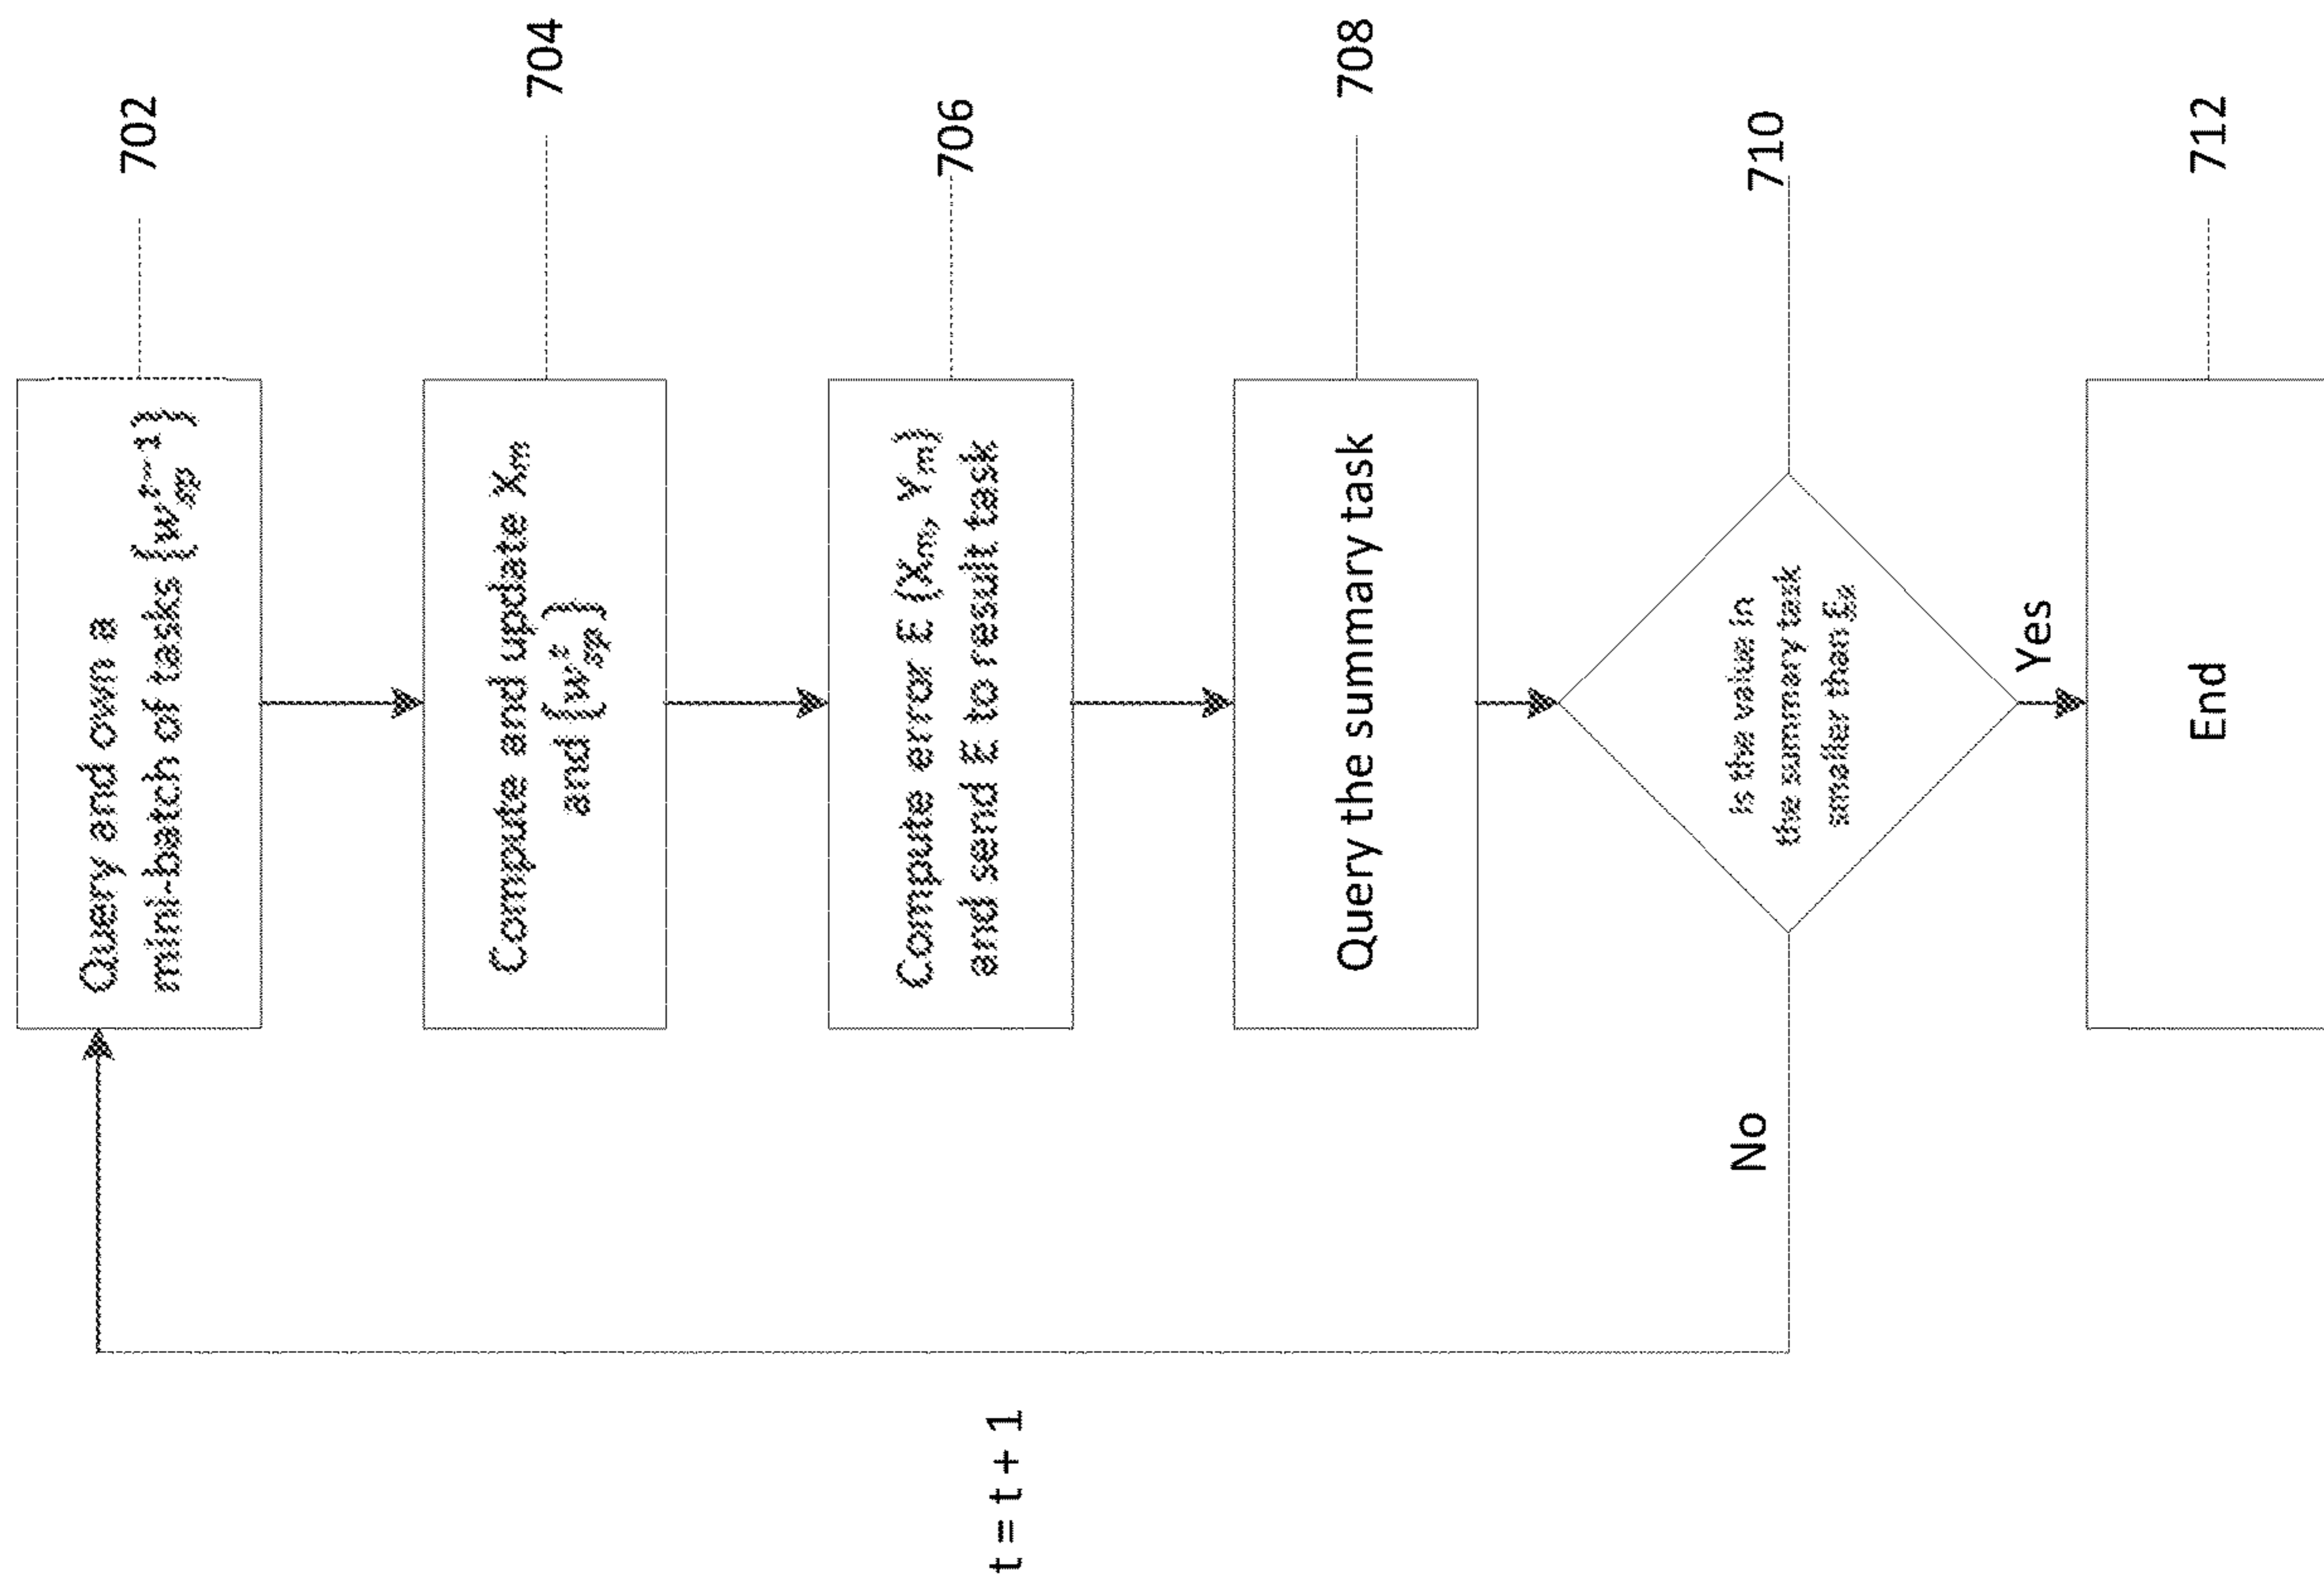 Query and own a
mini-batch of tasks {w_sp^t-1}
702
Compute and update X_m
and {w_sp^t}
704
Compute error E (X_m, Y_m)
and send E to result task
706
Query the summary task
708
is the value in
the summary task
smaller than
710
No
Yes
t = t + 1
End
712